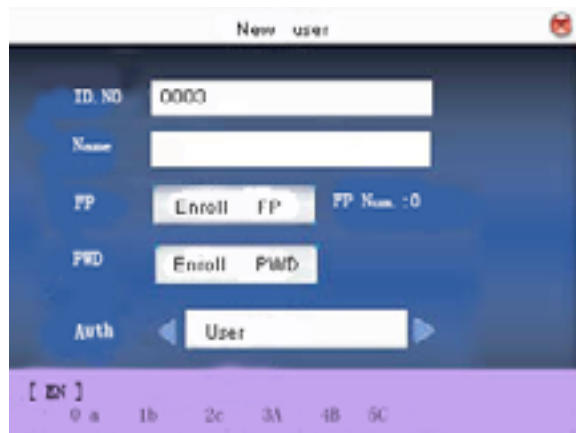 New user
ID.NO 0003
Name
FP Enroll FP FP Num. :0
PWD Enroll PWD
Auth User
[ EN ]
0 a 1b 2c 3A 4B 5C